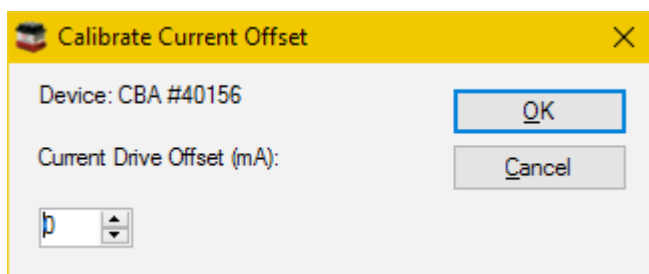 Calibrate Current Offset
Device: CBA #40156
OK
Current Drive Offset (mA):
Cancel
0